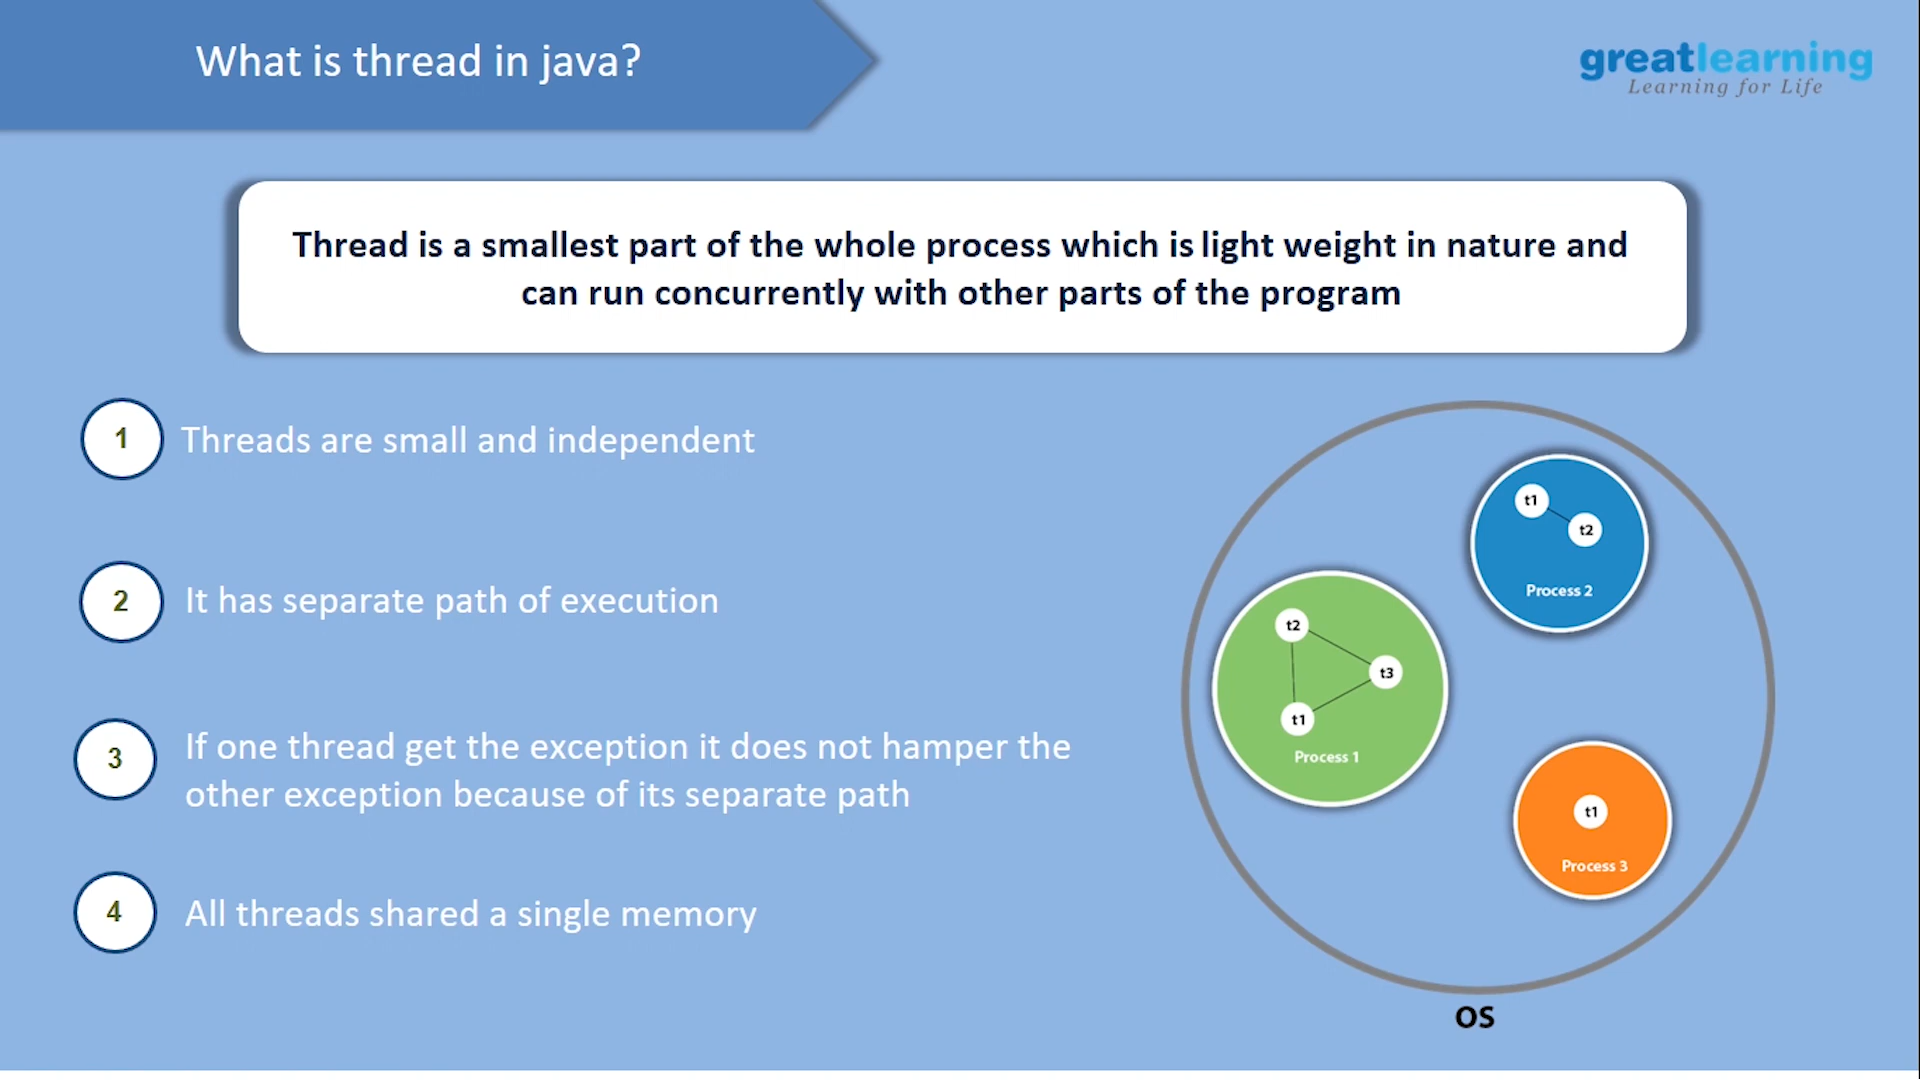 What is thread in java?
greatlearning
Learning for Life
Thread is a smallest part of the whole process which is light weight in nature and
can run concurrently with other parts of the program
1 Threads are small and independent
2 It has separate path of execution
3 If one thread get the exception it does not hamper the
other exception because of its separate path
4 All threads shared a single memory
t1
t2
Process 2
t2
t3
t1
Process 1
t1
Process 3
OS